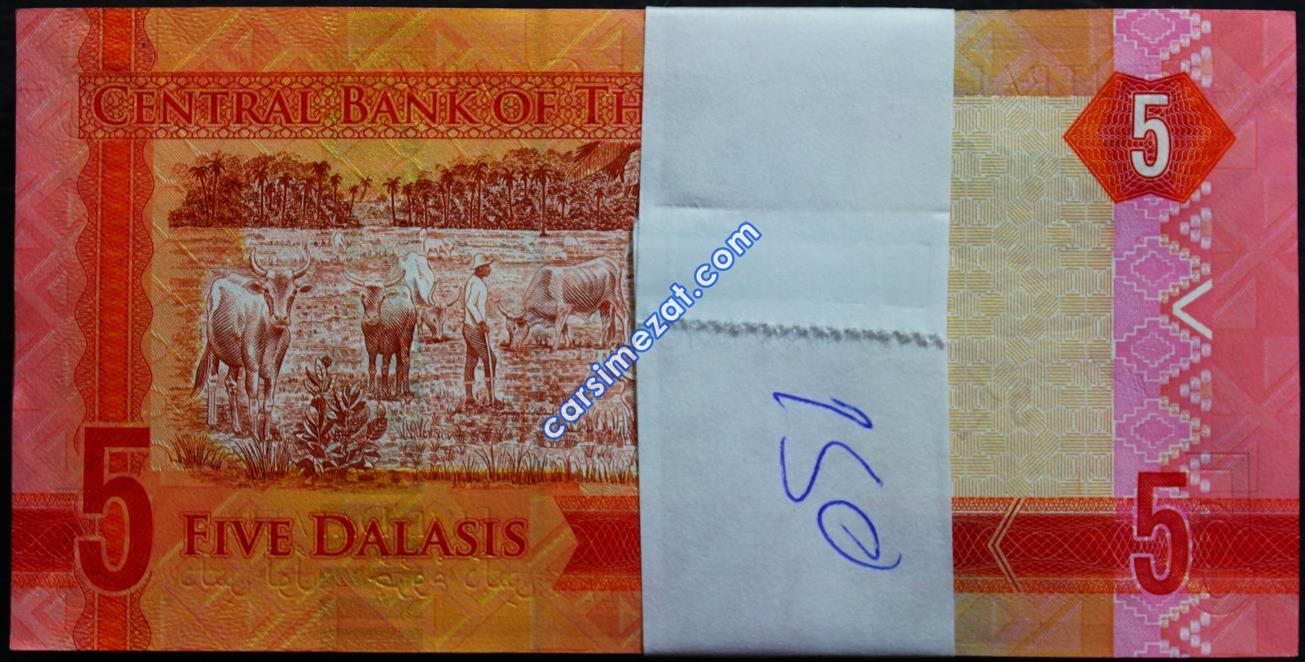 CENTRAL BANK OF TH
5
carsimezat.com
150
5
FIVE DALASIS
5